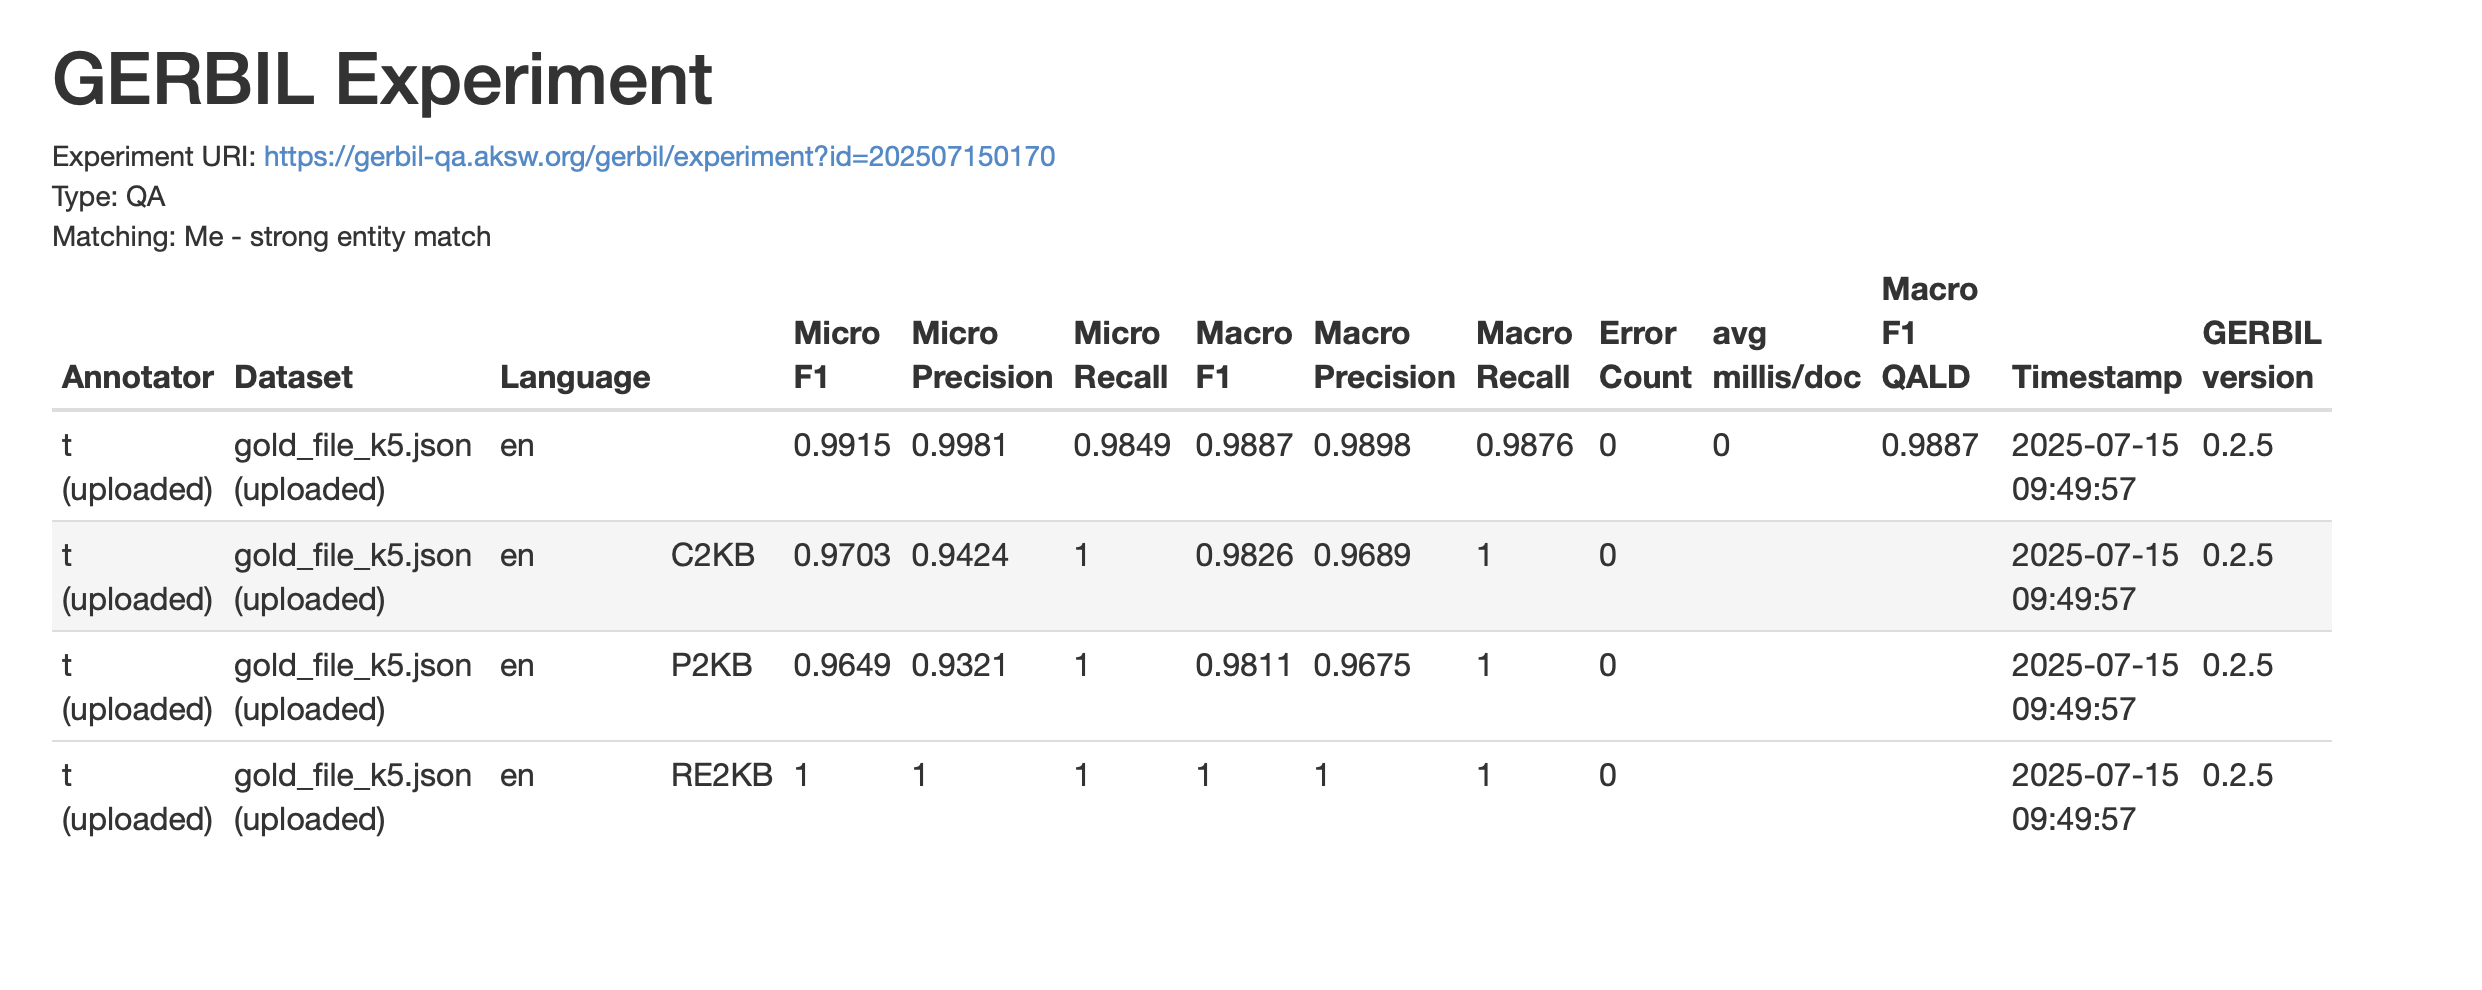 GERBIL Experiment
Experiment URI: https://gerbil-qa.aksw.org/gerbil/experiment?id=202507150170
Type: QA
Matching: Me - strong entity match
Annotator Dataset Language Micro F1 Micro Precision Micro Recall Macro F1 Macro Precision Macro Recall Error Count avg millis/doc Macro F1 QALD Timestamp GERBIL version
t (uploaded) gold_file_k5.json (uploaded) en 0.9915 0.9981 0.9849 0.9887 0.9898 0.9876 0 0 0.9887 2025-07-15 09:49:57 0.2.5
t (uploaded) gold_file_k5.json (uploaded) en C2KB 0.9703 0.9424 1 0.9826 0.9689 1 0 2025-07-15 09:49:57 0.2.5
t (uploaded) gold_file_k5.json (uploaded) en P2KB 0.9649 0.9321 1 0.9811 0.9675 1 0 2025-07-15 09:49:57 0.2.5
t (uploaded) gold_file_k5.json (uploaded) en RE2KB 1 1 1 1 1 1 0 2025-07-15 09:49:57 0.2.5